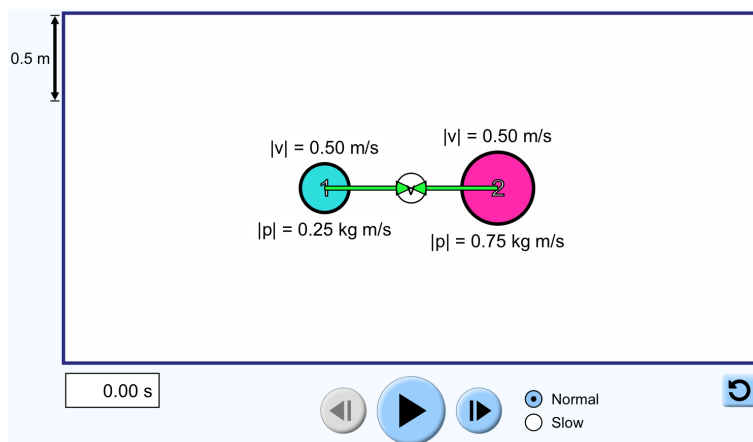 0.5 m
|v| = 0.50 m/s
|v| = 0.50 m/s
1
v
2
|p| = 0.25 kg m/s
|p| = 0.75 kg m/s
0.00 s
Normal
Slow